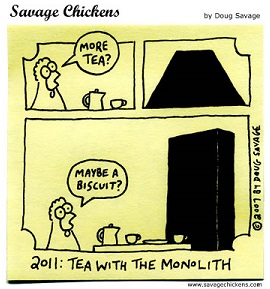 Savage Chickens
by Doug Savage
MORE
TEA?
MAYBE A
BISCUIT?
© 2007 BY DOUG SAVAGE
2011: TEA WITH THE MONOLITH
www.savagechickens.com